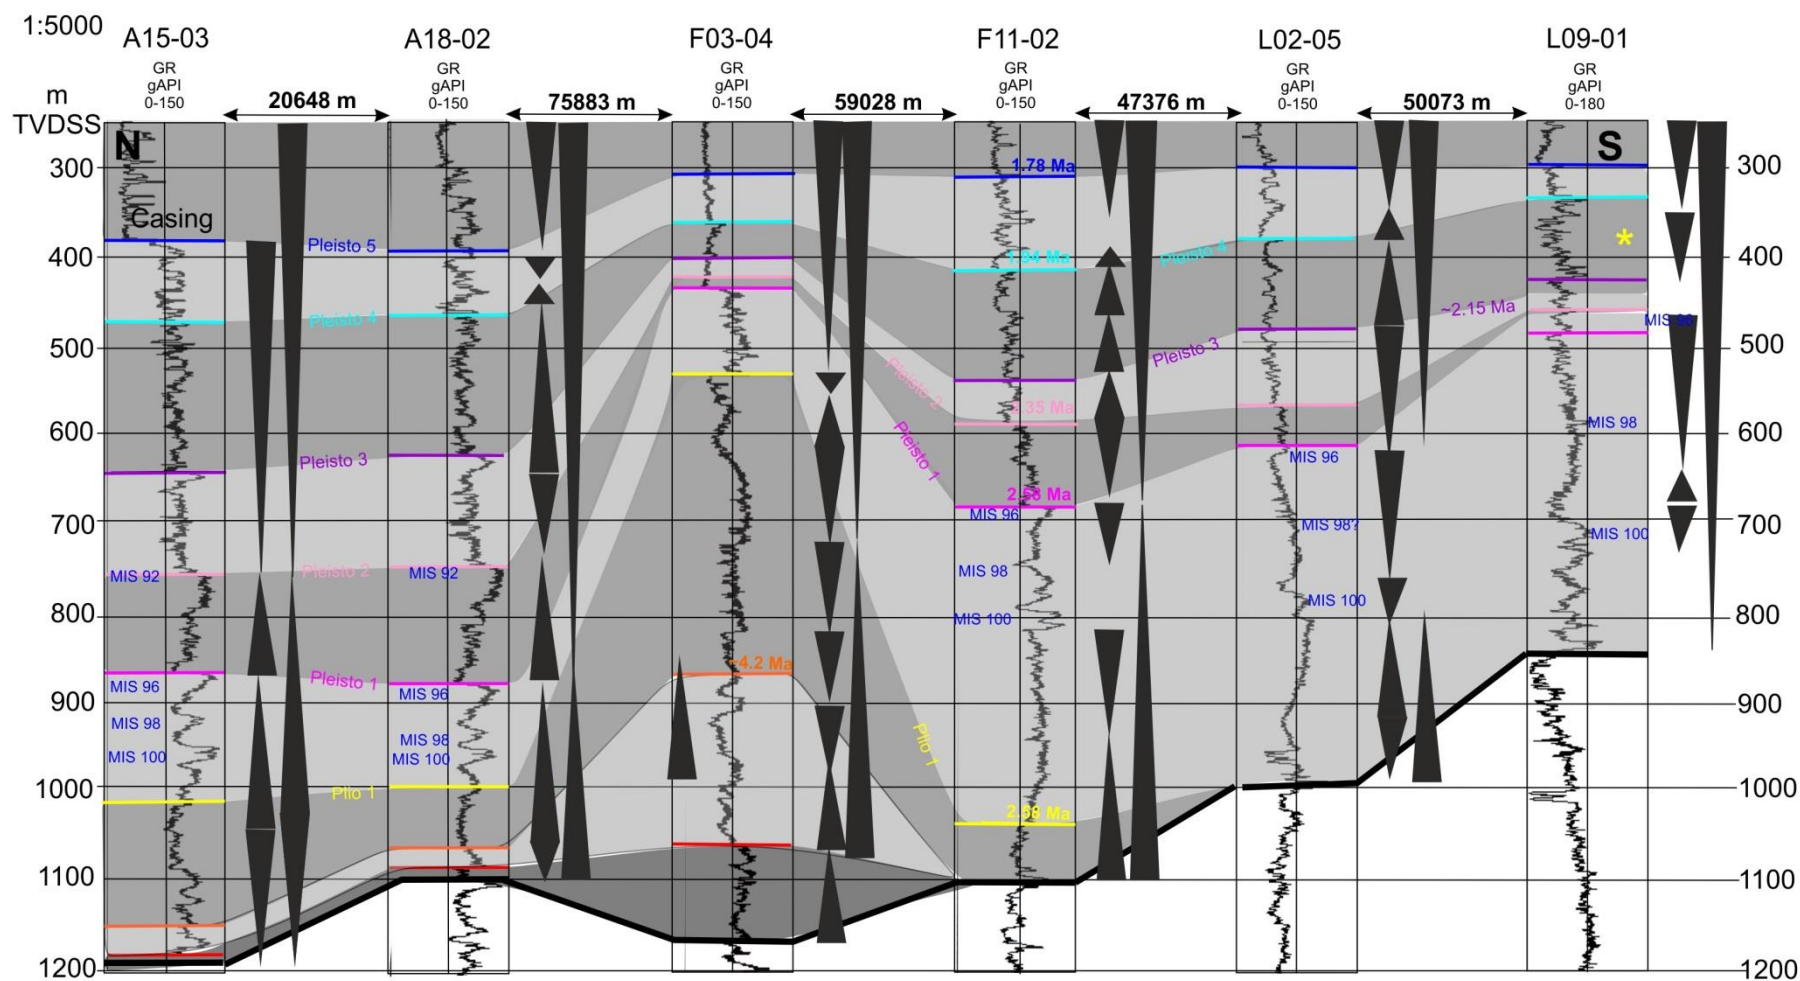 1:5000
A15-03 A18-02 F03-04 F11-02 L02-05 L09-01
GR GR GR GR GR GR
gAPI gAPI gAPI gAPI gAPI gAPI
0-150 0-150 0-150 0-150 0-150 0-180
m 20648 m 75883 m 59028 m 47376 m 50073 m
TVDSS
N S
300 1.78 Ma 300
Casing
Pleisto 5
400 1.94 Ma Pleisto 4 * 400
Pleisto 4 ~2.15 Ma MIS 96
500 Pleisto 3 500
Pleisto 2 2.35 Ma
600 Pleisto 1 MIS 98 600
Pleisto 3 MIS 96
2.58 Ma
700 MIS 96 MIS 98? MIS 100 700
MIS 92 Pleisto 2 MIS 92 MIS 98
800 MIS 100 MIS 100 800
~4.2 Ma
MIS 96 Pleisto 1 MIS 96
900 900
MIS 98 MIS 98 Plio 1
MIS 100 MIS 100
1000 Plio 1 1000
1100 1100
1200 1200